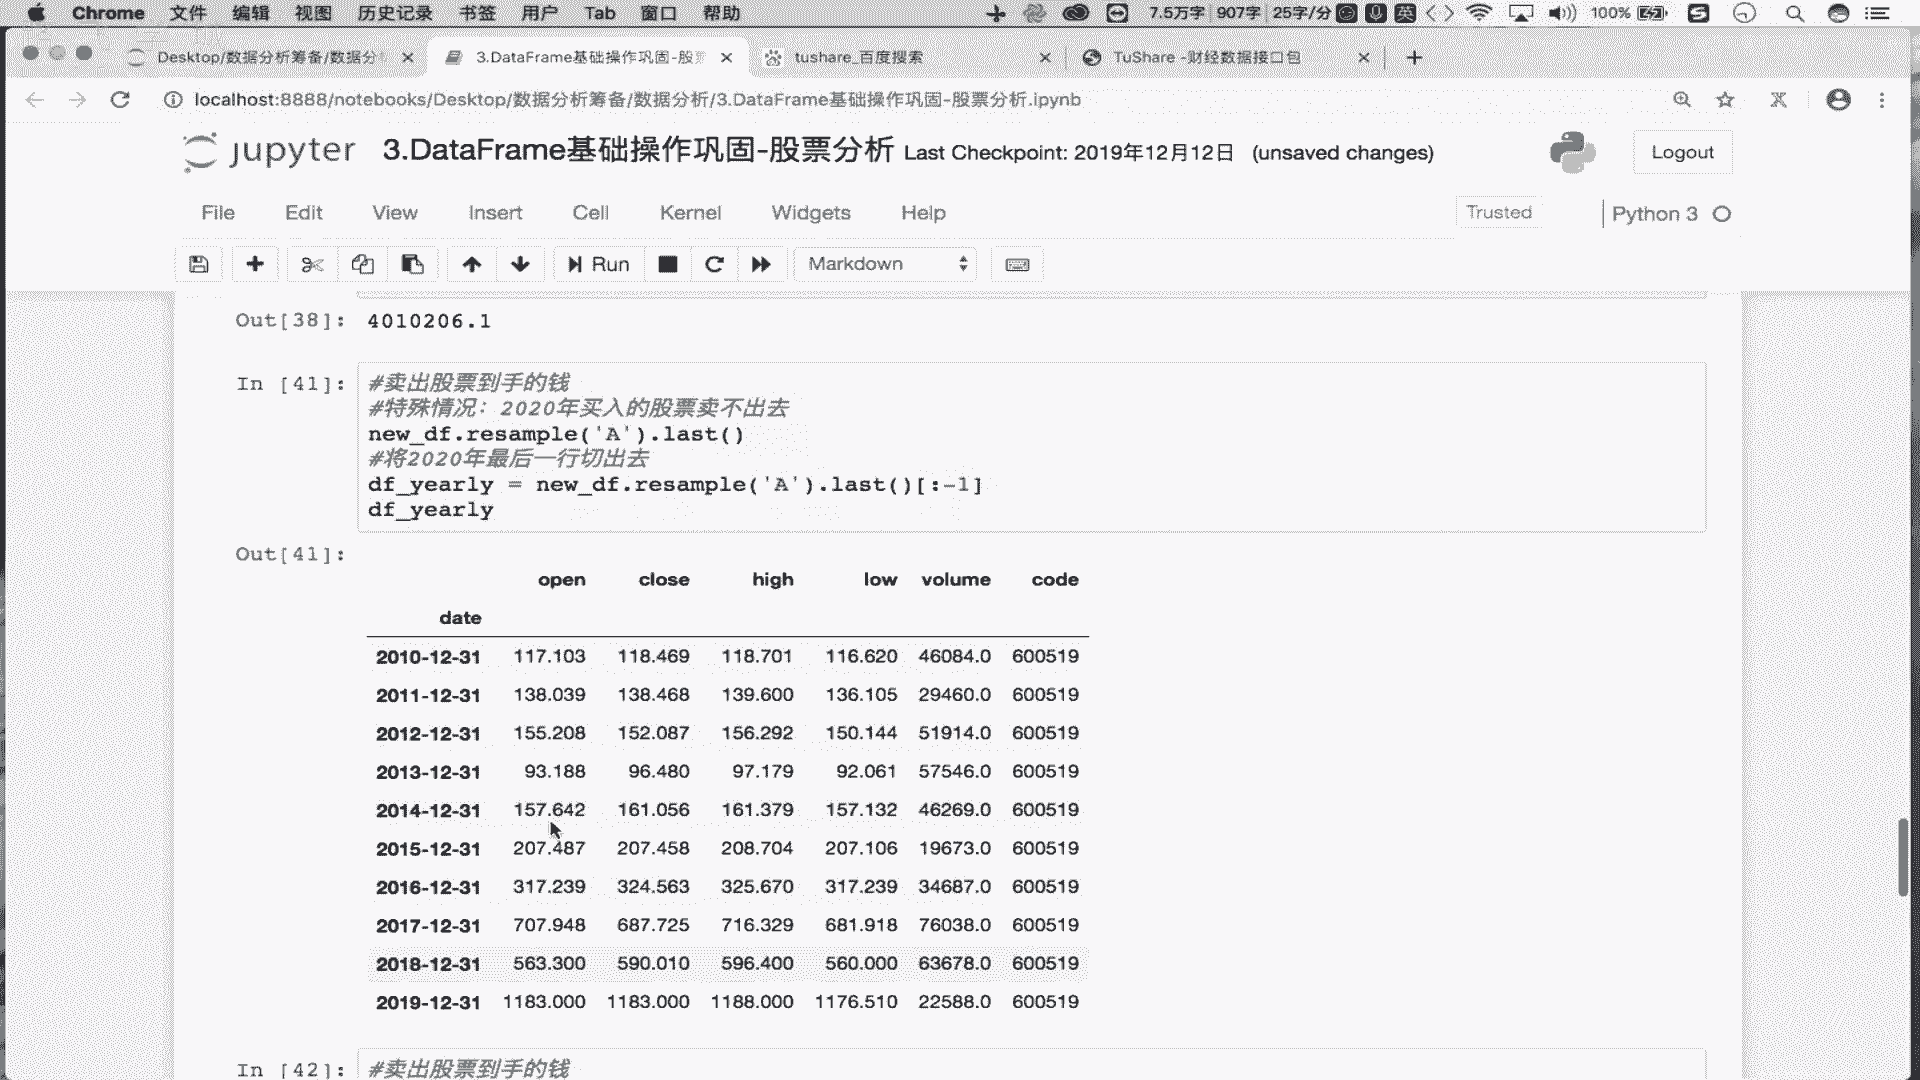 Chrome 文件 编辑 视图 历史记录 书签 用户 Tab 窗口 帮助 7.5万字 907字 25字/分 英 100%
Desktop/数据分析筹备/数据分 3.DataFrame基础操作巩固-股 tushare_百度搜索 TuShare -财经数据接口包
localhost:8888/notebooks/Desktop/数据分析筹备/数据分析/3.DataFrame基础操作巩固-股票分析.ipynb
jupyter 3.DataFrame基础操作巩固-股票分析 Last Checkpoint: 2019年12月12日 (unsaved changes) Logout
File Edit View Insert Cell Kernel Widgets Help Trusted Python 3
Run Markdown
Out[38]: 4010206.1
In [41]: #卖出股票到手的钱
#特殊情况：2020年买入的股票卖不出去
new_df.resample('A').last()
#将2020年最后一行切出去
df_yearly = new_df.resample('A').last()[:-1]
df_yearly
Out[41]:
open close high low volume code
date
2010-12-31 117.103 118.469 118.701 116.620 46084.0 600519
2011-12-31 138.039 138.468 139.600 136.105 29460.0 600519
2012-12-31 155.208 152.087 156.292 150.144 51914.0 600519
2013-12-31 93.188 96.480 97.179 92.061 57546.0 600519
2014-12-31 157.642 161.056 161.379 157.132 46269.0 600519
2015-12-31 207.487 207.458 208.704 207.106 19673.0 600519
2016-12-31 317.239 324.563 325.670 317.239 34687.0 600519
2017-12-31 707.948 687.725 716.329 681.918 76038.0 600519
2018-12-31 563.300 590.010 596.400 560.000 63678.0 600519
2019-12-31 1183.000 1183.000 1188.000 1176.510 22588.0 600519
In [42]: #卖出股票到手的钱